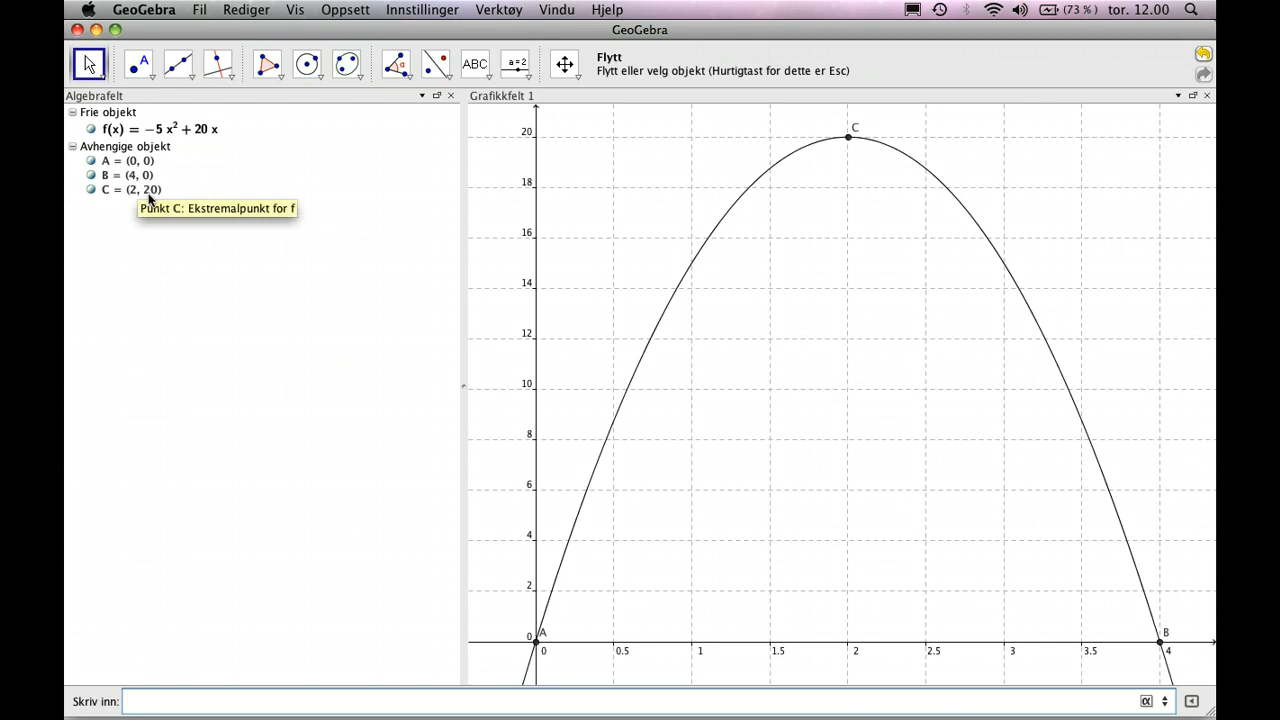 GeoGebra Fil Rediger Vis Oppsett Innstillinger Verktøy Vindu Hjelp (73 %) tor. 12.00
GeoGebra
A ABC a=2 α
Flytt
Flytt eller velg objekt (Hurtigtast for dette er Esc)
Algebrafelt
Frie objekt
f(x) = −5 x² + 20 x
Avhengige objekt
A = (0, 0)
B = (4, 0)
C = (2, 20)
Punkt C: Ekstremalpunkt for f
Grafikkfelt 1
C
20
18
16
14
12
10
8
6
4
2
0
A B
0 0.5 1 1.5 2 2.5 3 3.5 4
Skriv inn: α